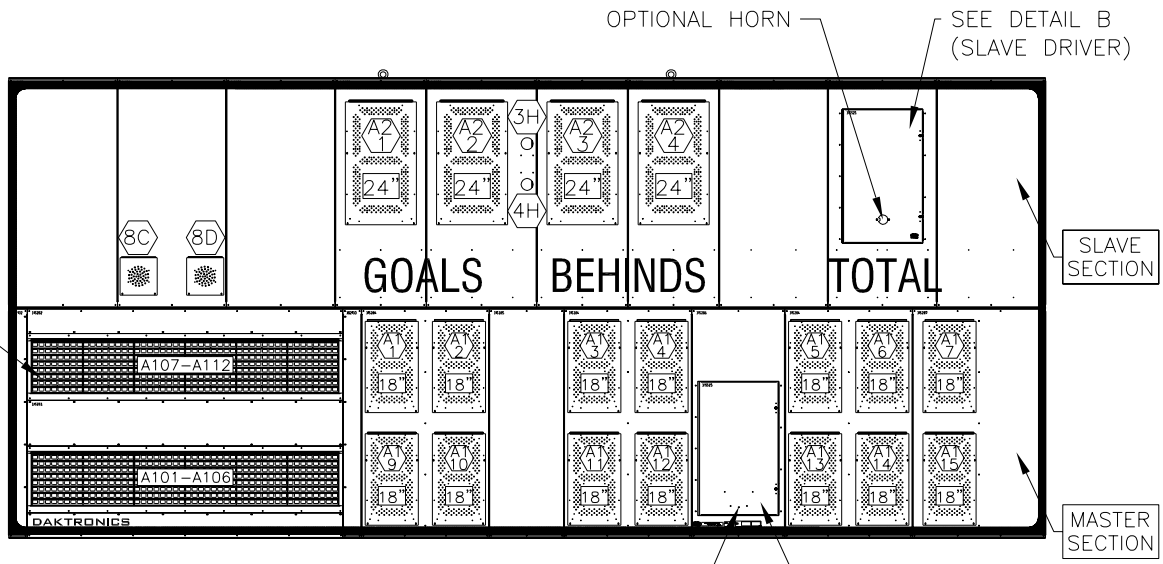 OPTIONAL HORN
SEE DETAIL B
(SLAVE DRIVER)
A2
1
A2
2
3H
A2
3
A2
4
24"
24"
4H
24"
24"
8C
8D
GOALS
BEHINDS
TOTAL
SLAVE
SECTION
A1
1
A1
2
A1
3
A1
4
A1
5
A1
6
A1
7
A107-A112
18"
18"
18"
18"
18"
18"
18"
A1
9
A1
10
A1
11
A1
12
A1
13
A1
14
A1
15
A101-A106
18"
18"
18"
18"
18"
18"
18"
DAKTRONICS
MASTER
SECTION